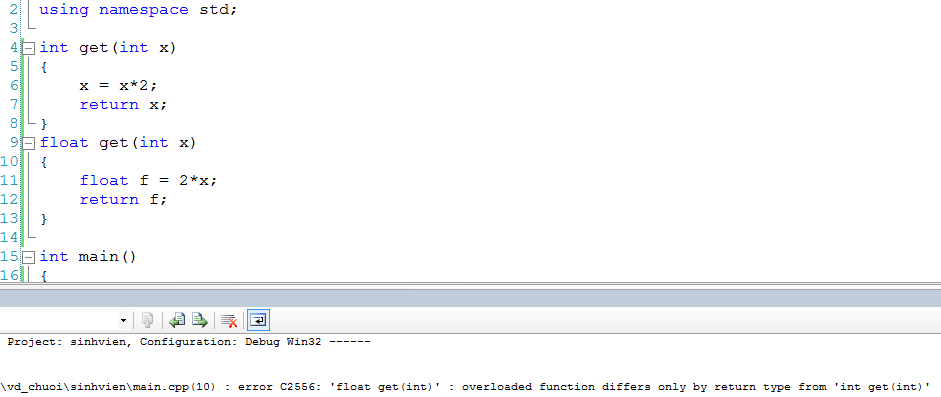 2 using namespace std;
3
4 int get(int x)
5 {
6 x = x*2;
7 return x;
8 }
9 float get(int x)
10 {
11 float f = 2*x;
12 return f;
13 }
14
15 int main()
16 {
Project: sinhvien, Configuration: Debug Win32 ------
\vd_chuoi\sinhvien\main.cpp(10) : error C2556: 'float get(int)' : overloaded function differs only by return type from 'int get(int)'